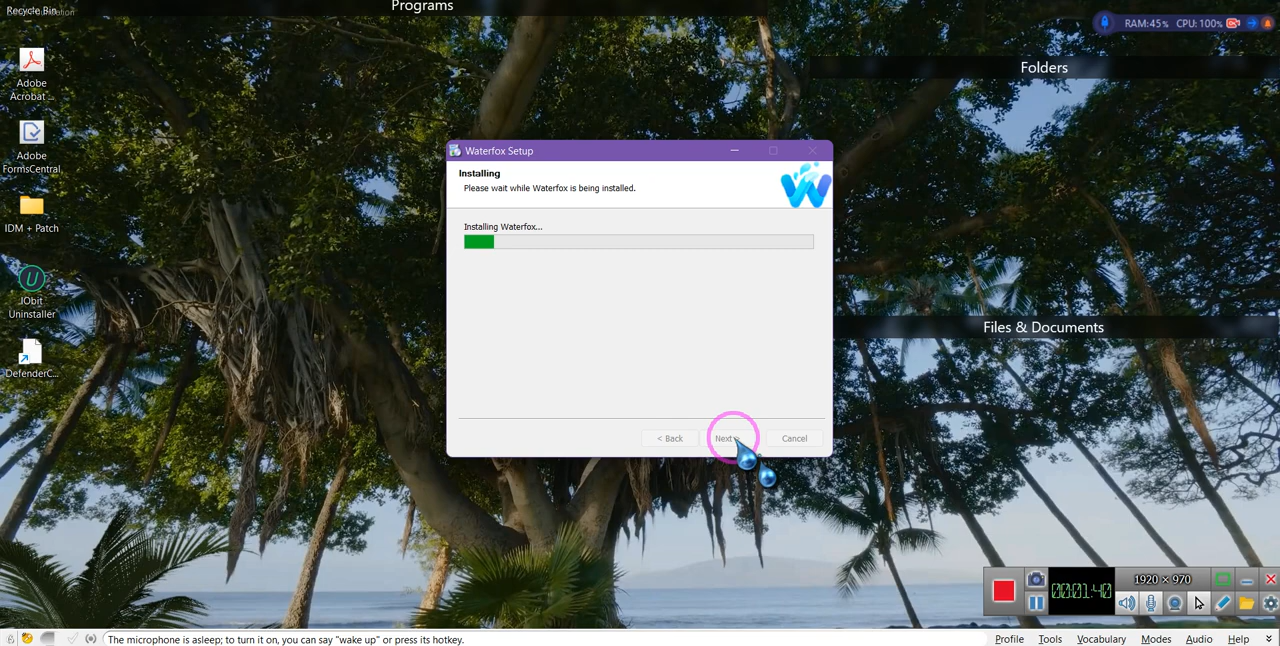 Recycle Bin
Programs
RAM:45% CPU:100%
Folders
Adobe
Acrobat ...
Adobe
FormsCentral
IDM + Patch
IObit
Uninstaller
DefenderC...
Waterfox Setup
Installing
Please wait while Waterfox is being installed.
Installing Waterfox...
< Back
Next >
Cancel
Files & Documents
1920 × 970
00:01:40
The microphone is asleep; to turn it on, you can say "wake up" or press its hotkey.
Profile Tools Vocabulary Modes Audio Help